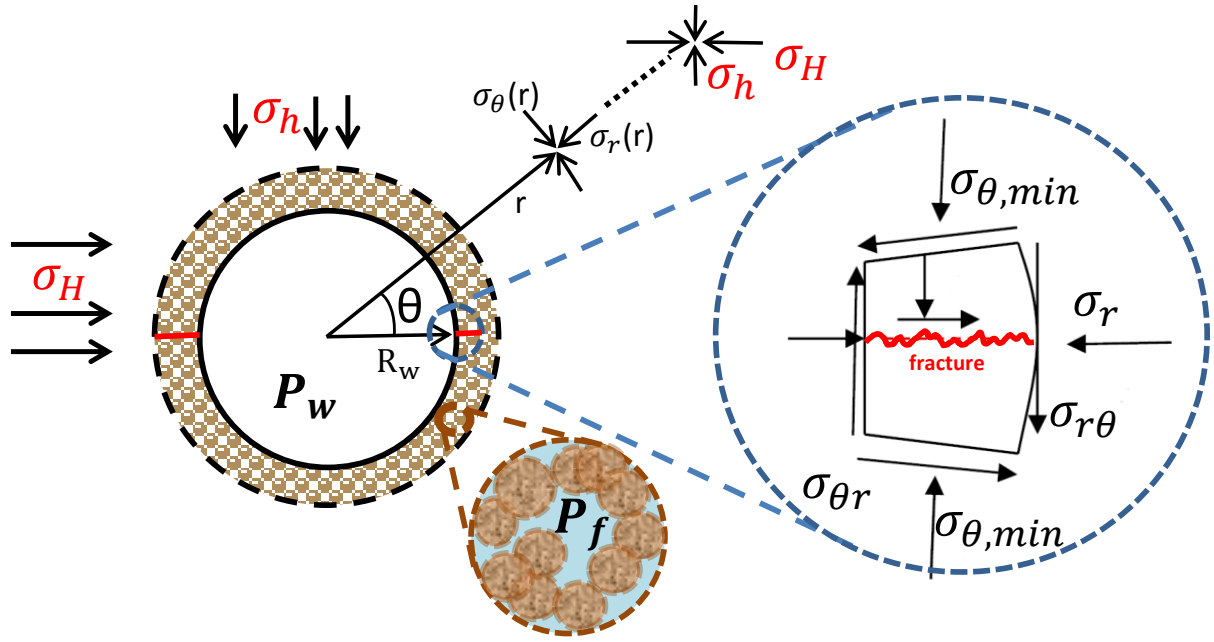 σ_H
σ_h
σ_θ(r)
σ_r(r)
σ_h
r
σ_θ,min
σ_H
θ
σ_r
R_w
fracture
P_w
σ_rθ
σ_θr
P_f
σ_θ,min